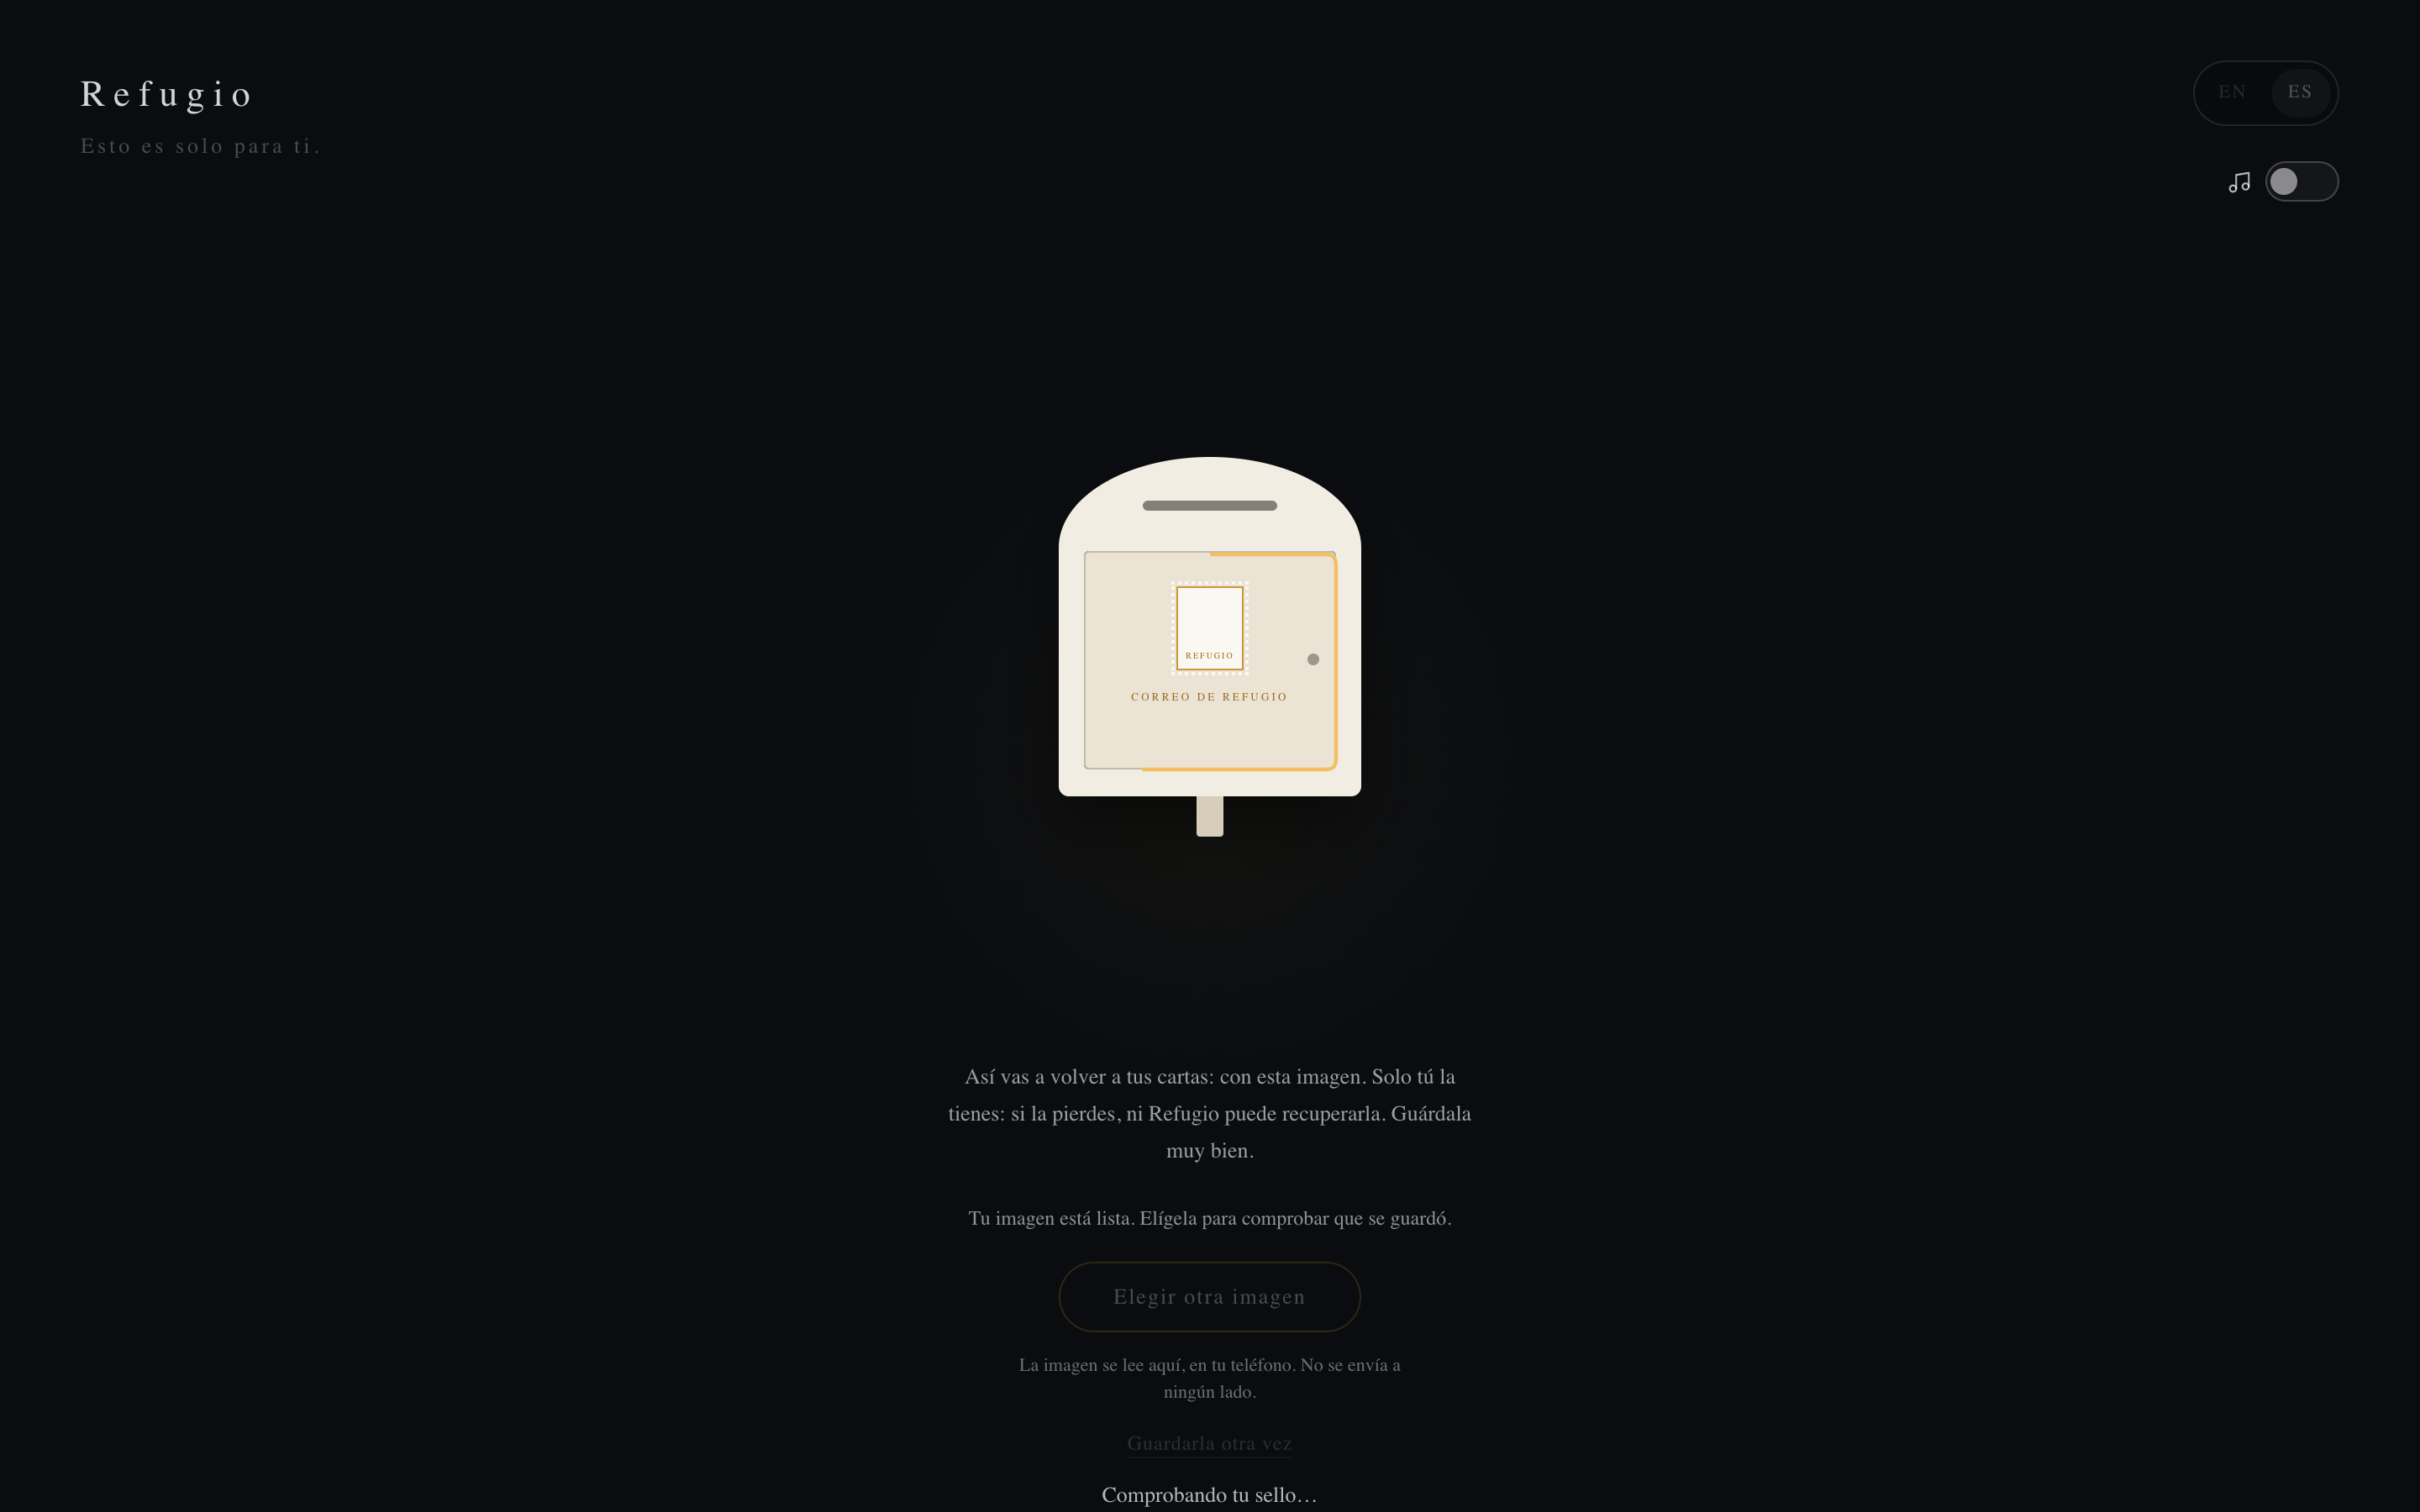 Refugio
Esto es solo para ti.
EN ES
REFUGIO
CORREO DE REFUGIO
Así vas a volver a tus cartas: con esta imagen. Solo tú la
tienes: si la pierdes, ni Refugio puede recuperarla. Guárdala
muy bien.
Tu imagen está lista. Elígela para comprobar que se guardó.
Elegir otra imagen
La imagen se lee aquí, en tu teléfono. No se envía a
ningún lado.
Guardarla otra vez
Comprobando tu sello…